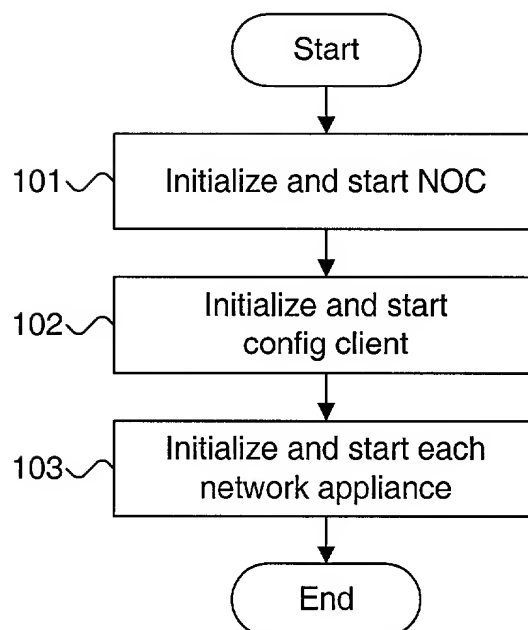 Start
101
Initialize and start NOC
102
Initialize and start
config client
103
Initialize and start each
network appliance
End